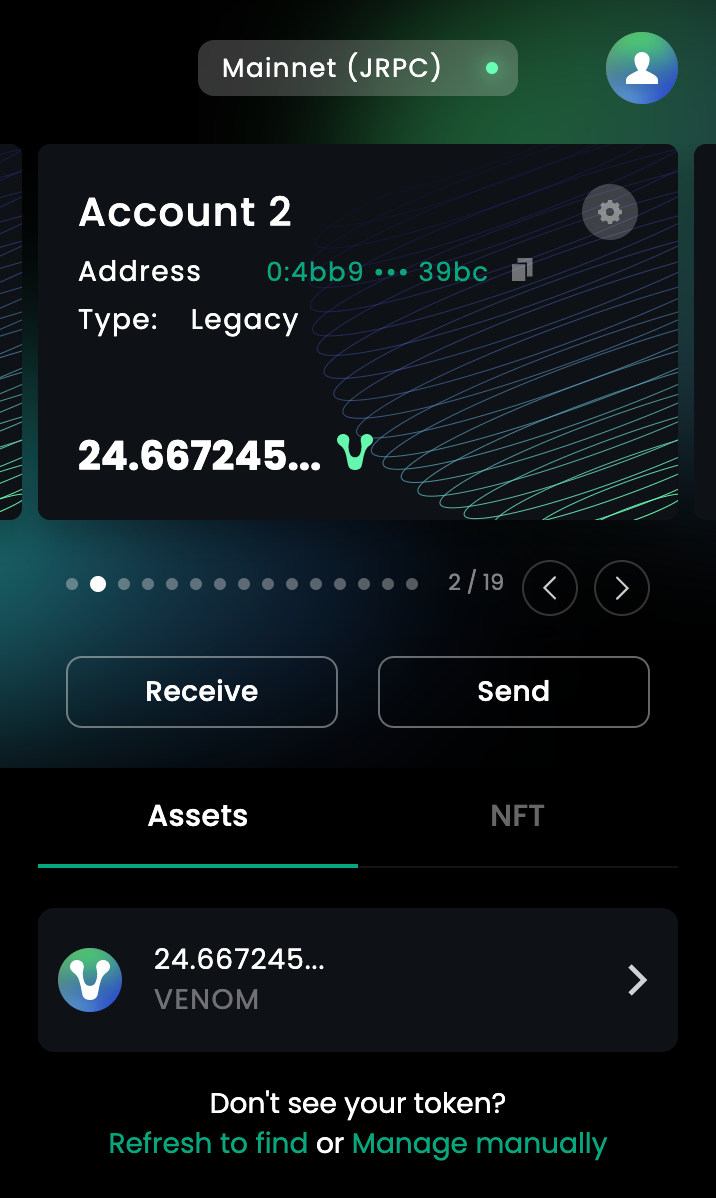 Mainnet (JRPC)
Account 2
Address 0:4bb9 ••• 39bc
Type: Legacy
24.667245...
2 / 19
Receive Send
Assets NFT
24.667245...
VENOM
Don't see your token?
Refresh to find or Manage manually